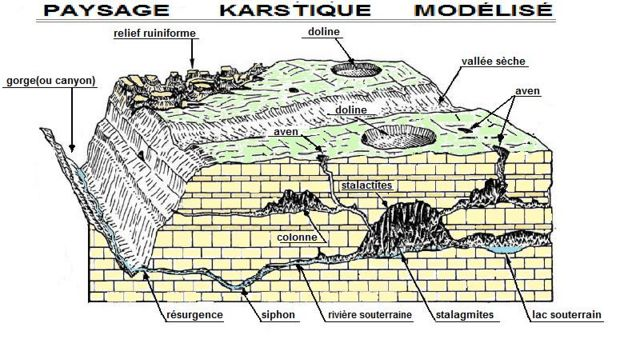 PAYSAGE KARSTIQUE MODÉLISÉ
relief ruiniforme
doline
vallée sèche
gorge(ou canyon)
aven
doline
aven
stalactites
colonne
résurgence
siphon
rivière souterraine
stalagmites
lac souterrain